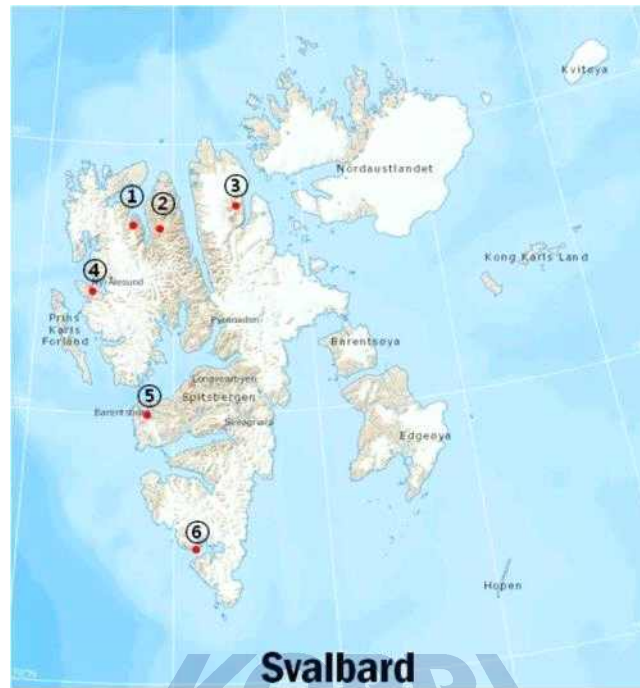 Kvitøya
Nordaustlandet
①
②
③
Kong Karls Land
④
Ny-Ålesund
Prins
Karls
Forland
Pyramiden
Barentsøya
Longyearbyen
⑤
Spitsbergen
Barentsburg
Edgeøya
⑥
Hopen
Svalbard